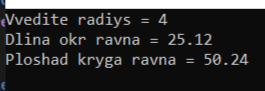 Vvedite radiys = 4
Dlina okr ravna = 25.12
Ploshad kryga ravna = 50.24